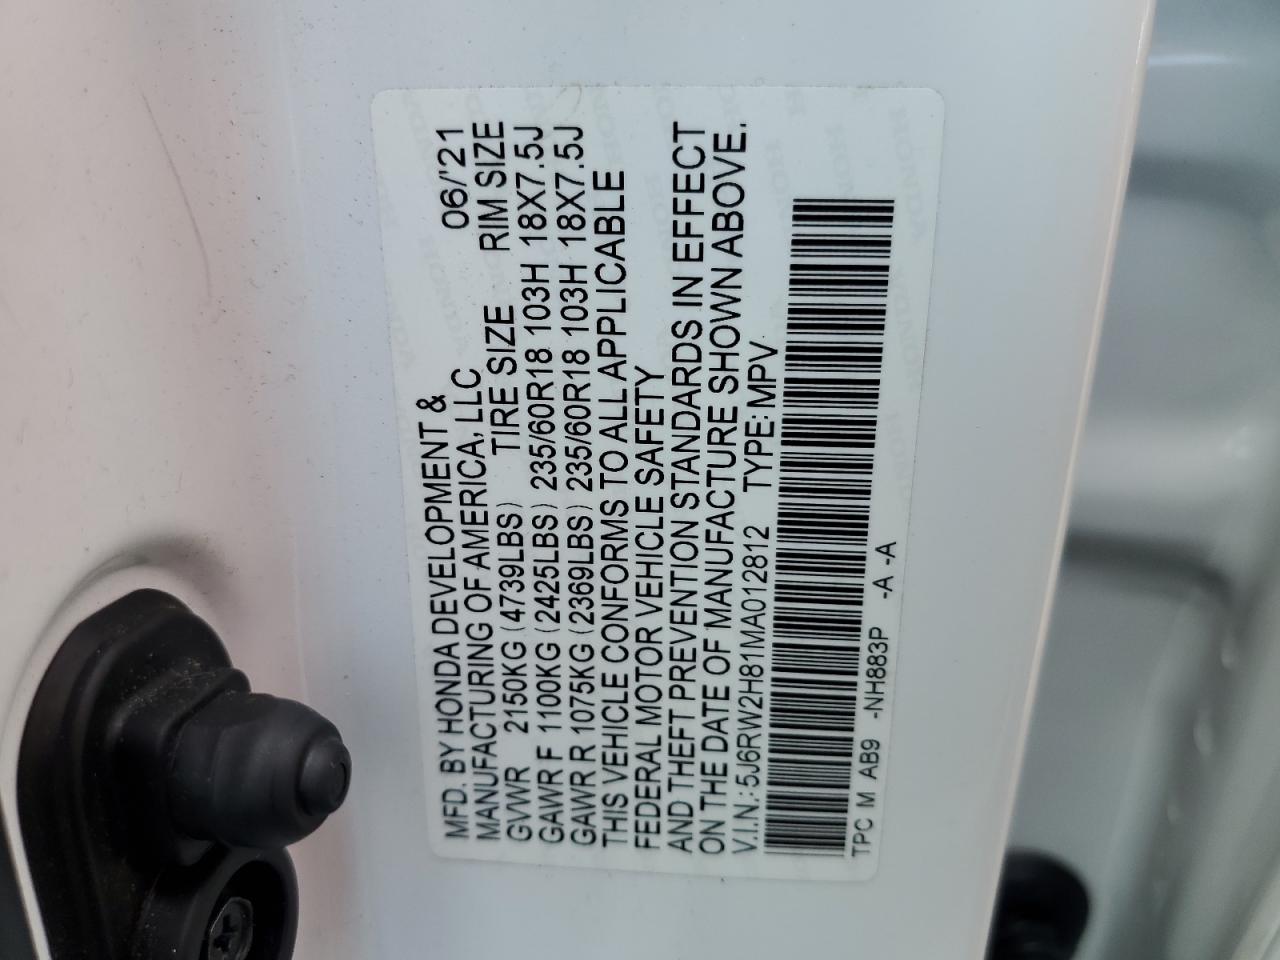 MFD. BY HONDA DEVELOPMENT &
MANUFACTURING OF AMERICA, LLC 06/'21
GVWR 2150KG (4739LBS) TIRE SIZE RIM SIZE
GAWR F 1100KG (2425LBS) 235/60R18 103H 18X7.5J
GAWR R 1075KG (2369LBS) 235/60R18 103H 18X7.5J
THIS VEHICLE CONFORMS TO ALL APPLICABLE
FEDERAL MOTOR VEHICLE SAFETY
AND THEFT PREVENTION STANDARDS IN EFFECT
ON THE DATE OF MANUFACTURE SHOWN ABOVE.
V.I.N.: 5J6RW2H81MA012812 TYPE: MPV
TPC M AB9 -NH883P -A -A